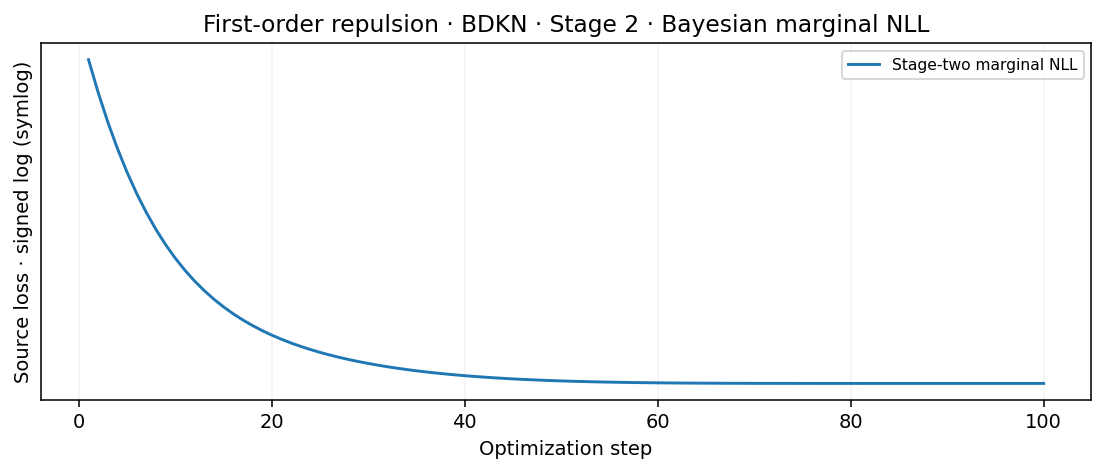 First-order repulsion · BDKN · Stage 2 · Bayesian marginal NLL
Stage-two marginal NLL
Source loss · signed log (symlog)
0 20 40 60 80 100
Optimization step